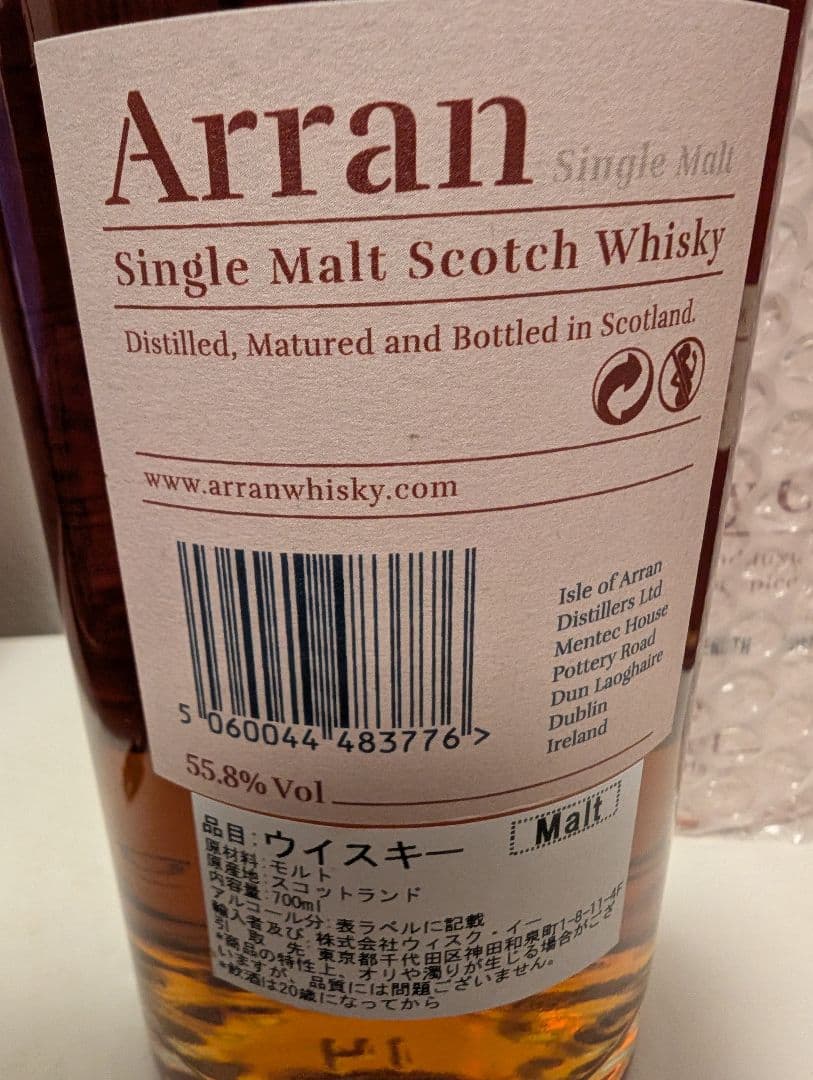 Arran Single Malt
Single Malt Scotch Whisky
Distilled, Matured and Bottled in Scotland.
www.arranwhisky.com
Isle of Arran
Distillers Ltd
Mentec House
Pottery Road
Dun Laoghaire
Dublin
Ireland
5 060044 483776 >
55.8% Vol
品目:ウイスキー
Malt
原材料:モルト
原産地:スコットランド
内容量:700ml
アルコール分:表ラベルに記載
輸入者及び 株式会社ウィスク・イー
引 取 先:東京都千代田区神田和泉町1-8-11-4F
*商品の特性上、オリや濁りが生じる場合がござ
いますが、品質には問題ございません。
*飲酒は20歳になってから